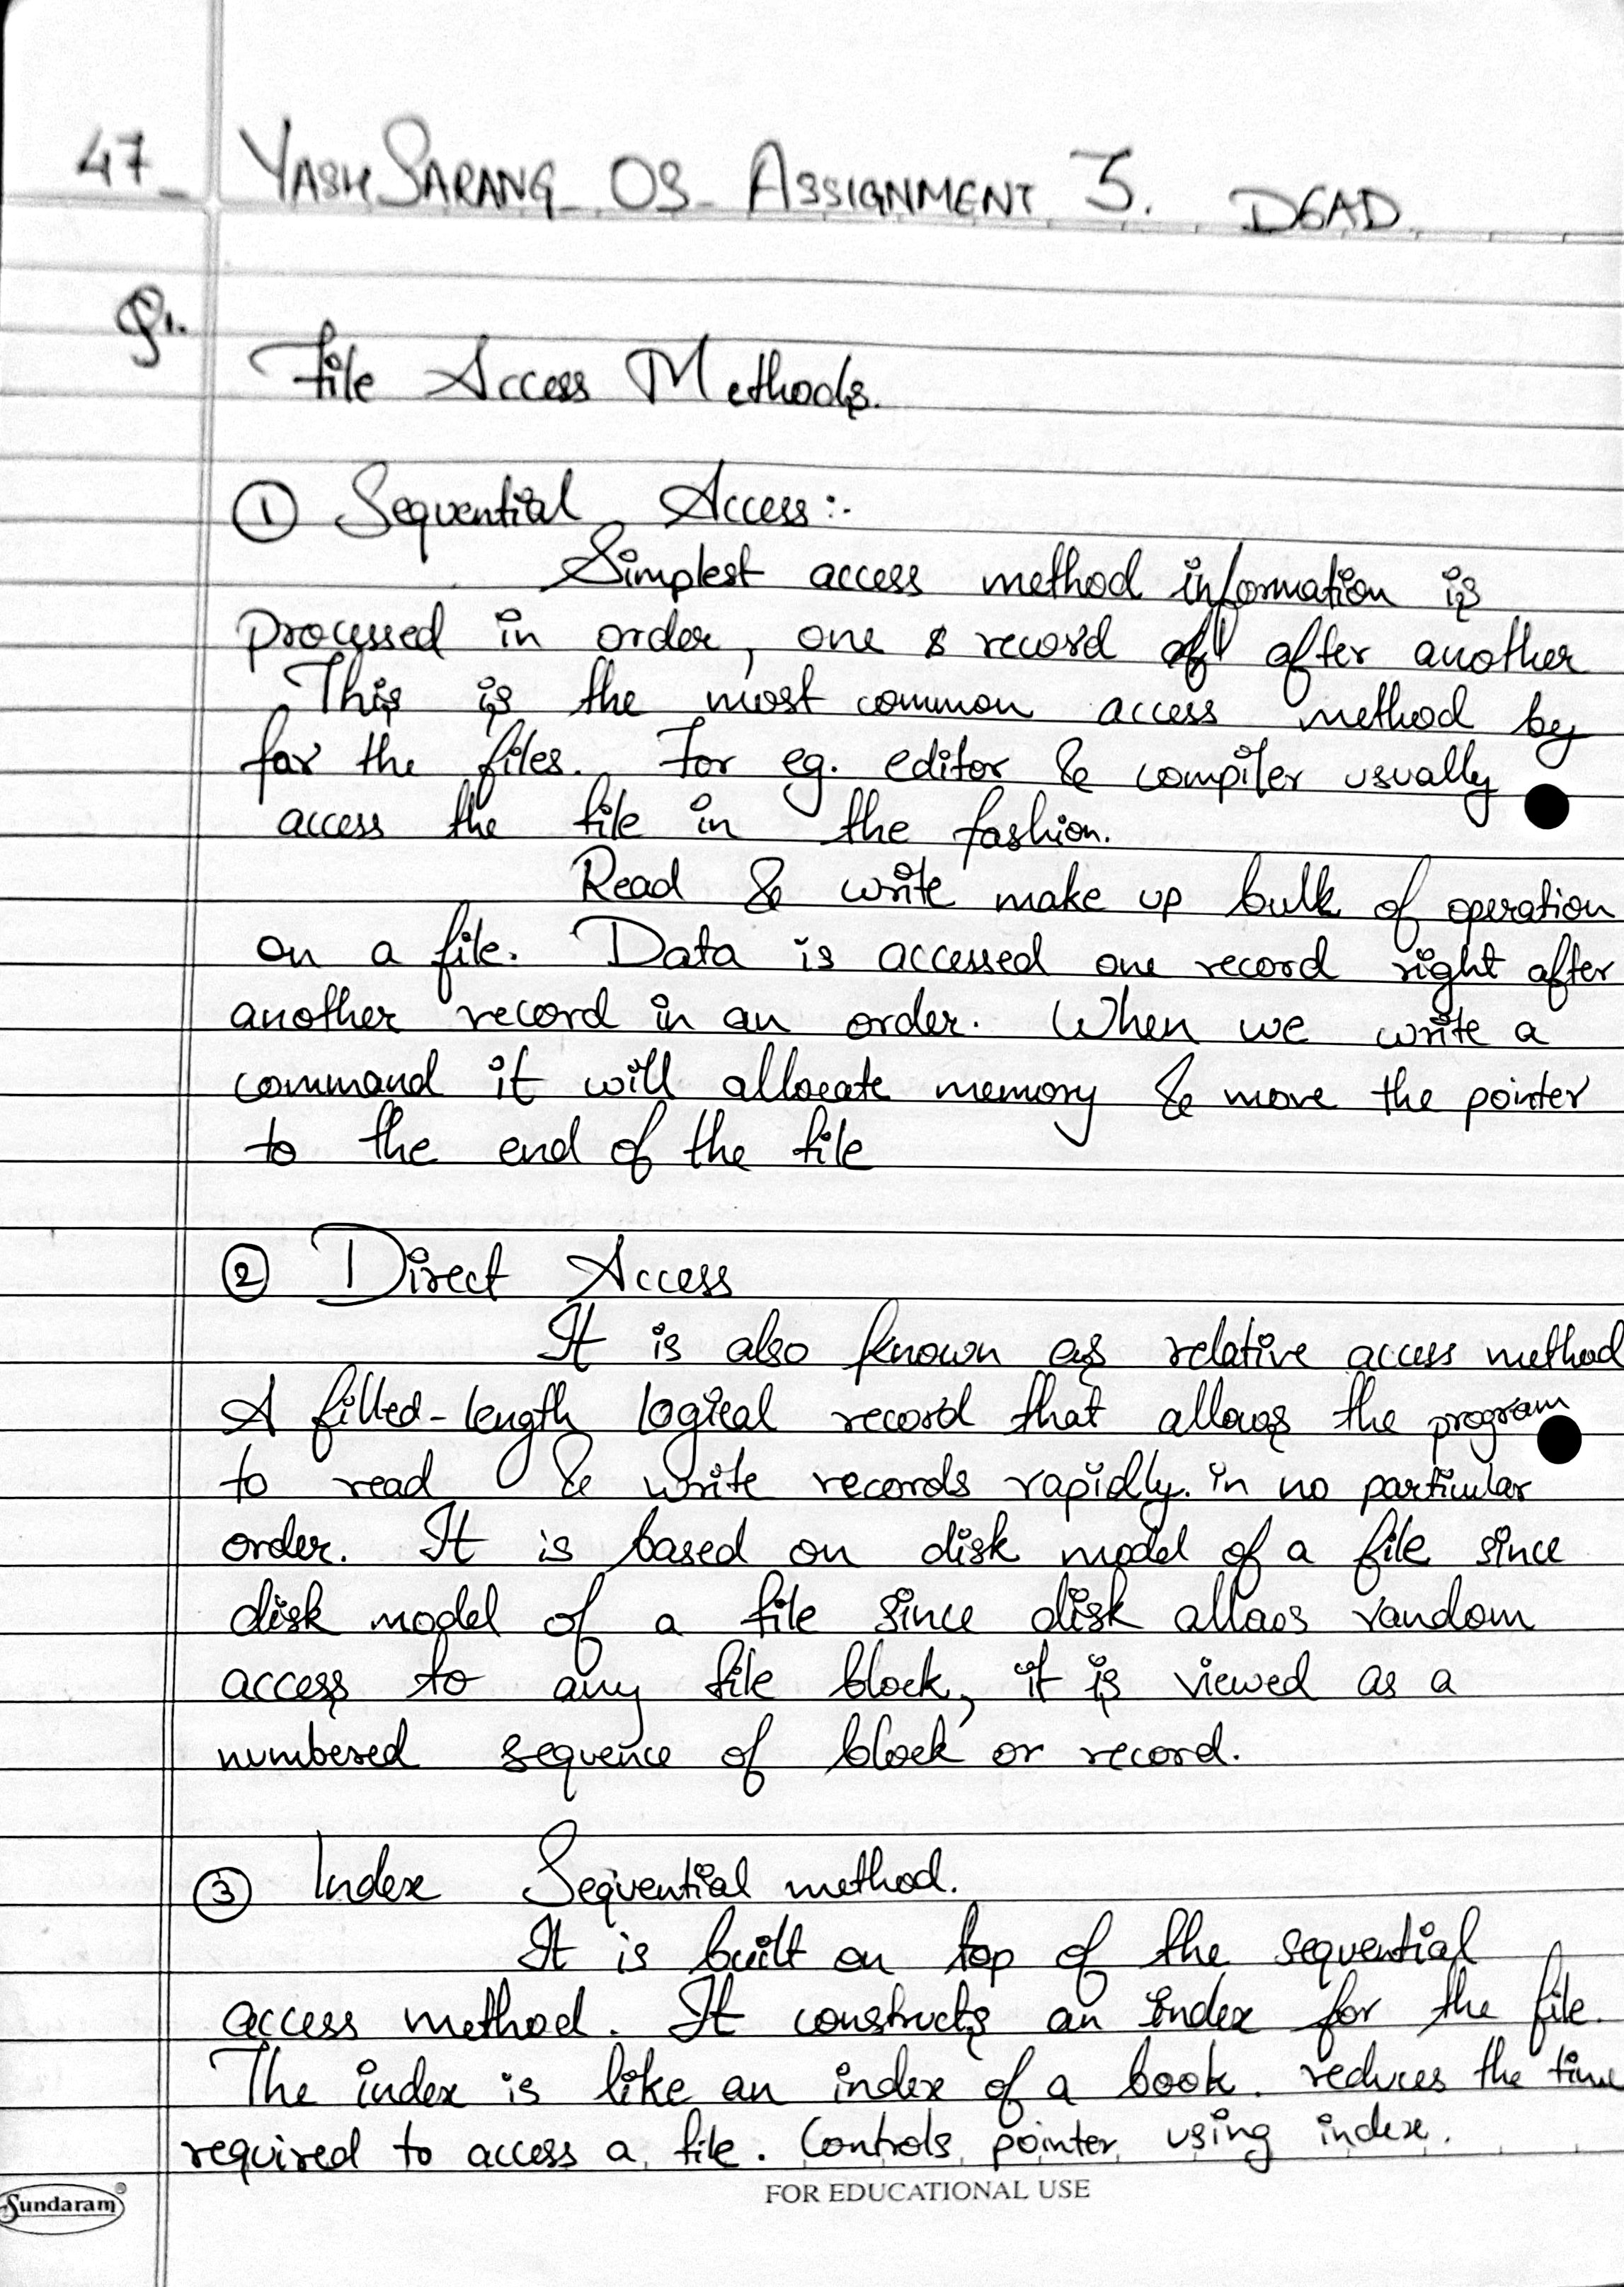 47_ YASH SARANG_ OS_ ASSIGNMENT 3. D6AD
Q1.
File Access Methods.
① Sequential Access:-
Simplest access method information is
processed in order, one record after another
This is the most common access method by
far the files. For eg. editor & compiler usually
access the file in the fashion.
Read & write make up bulk of operation
on a file. Data is accessed one record right after
another record in an order. When we write a
command it will allocate memory & move the pointer
to the end of the file
② Direct Access
It is also known as relative access method
A filled-length logical record that allows the program
to read & write records rapidly. in no particular
order. It is based on disk model of a file since
disk model of a file since disk allaos random
access to any file block, it is viewed as a
numbered sequence of block or record.
③ Index Sequential method.
It is built on top of the sequential
access method. It constructs an index for the file.
The index is like an index of a book. reduces the time
required to access a file. Controls pointer using index.
Sundaram®
FOR EDUCATIONAL USE